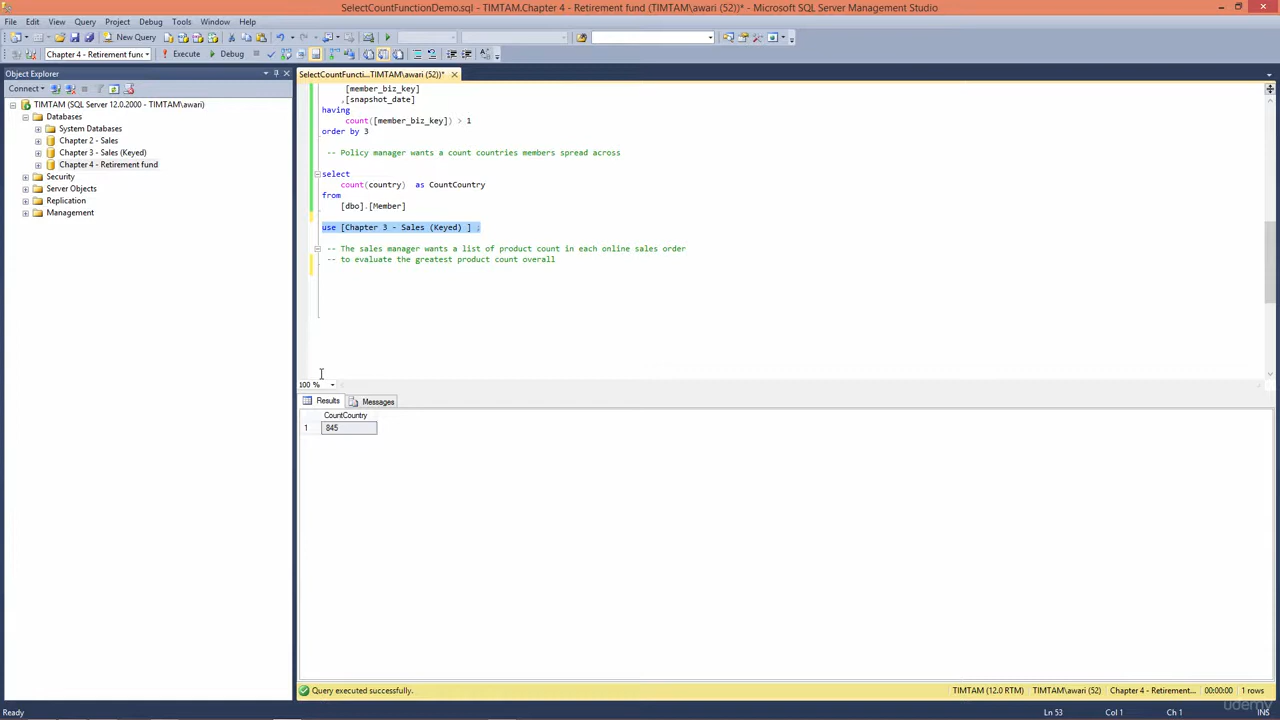 SelectCountFunctionDemo.sql - TIMTAM.Chapter 4 - Retirement fund (TIMTAM\awari (52))* - Microsoft SQL Server Management Studio
File Edit View Query Project Debug Tools Window Help
New Query
Chapter 4 - Retirement fund Execute Debug
Object Explorer
Connect
TIMTAM (SQL Server 12.0.2000 - TIMTAM\awari)
Databases
System Databases
Chapter 2 - Sales
Chapter 3 - Sales (Keyed)
Chapter 4 - Retirement fund
Security
Server Objects
Replication
Management
SelectCountFuncti...TIMTAM\awari (52))*
[member_biz_key]
,[snapshot_date]
having
count([member_biz_key]) > 1
order by 3
-- Policy manager wants a count countries members spread across
select
count(country) as CountCountry
from
[dbo].[Member]
use [Chapter 3 - Sales (Keyed) ] ;
-- The sales manager wants a list of product count in each online sales order
-- to evaluate the greatest product count overall
100 %
Results Messages
CountCountry
1 845
Query executed successfully. TIMTAM (12.0 RTM) TIMTAM\awari (52) Chapter 4 - Retirement... 00:00:00 1 rows
Ready Ln 53 Col 1 Ch 1 INS
udemy